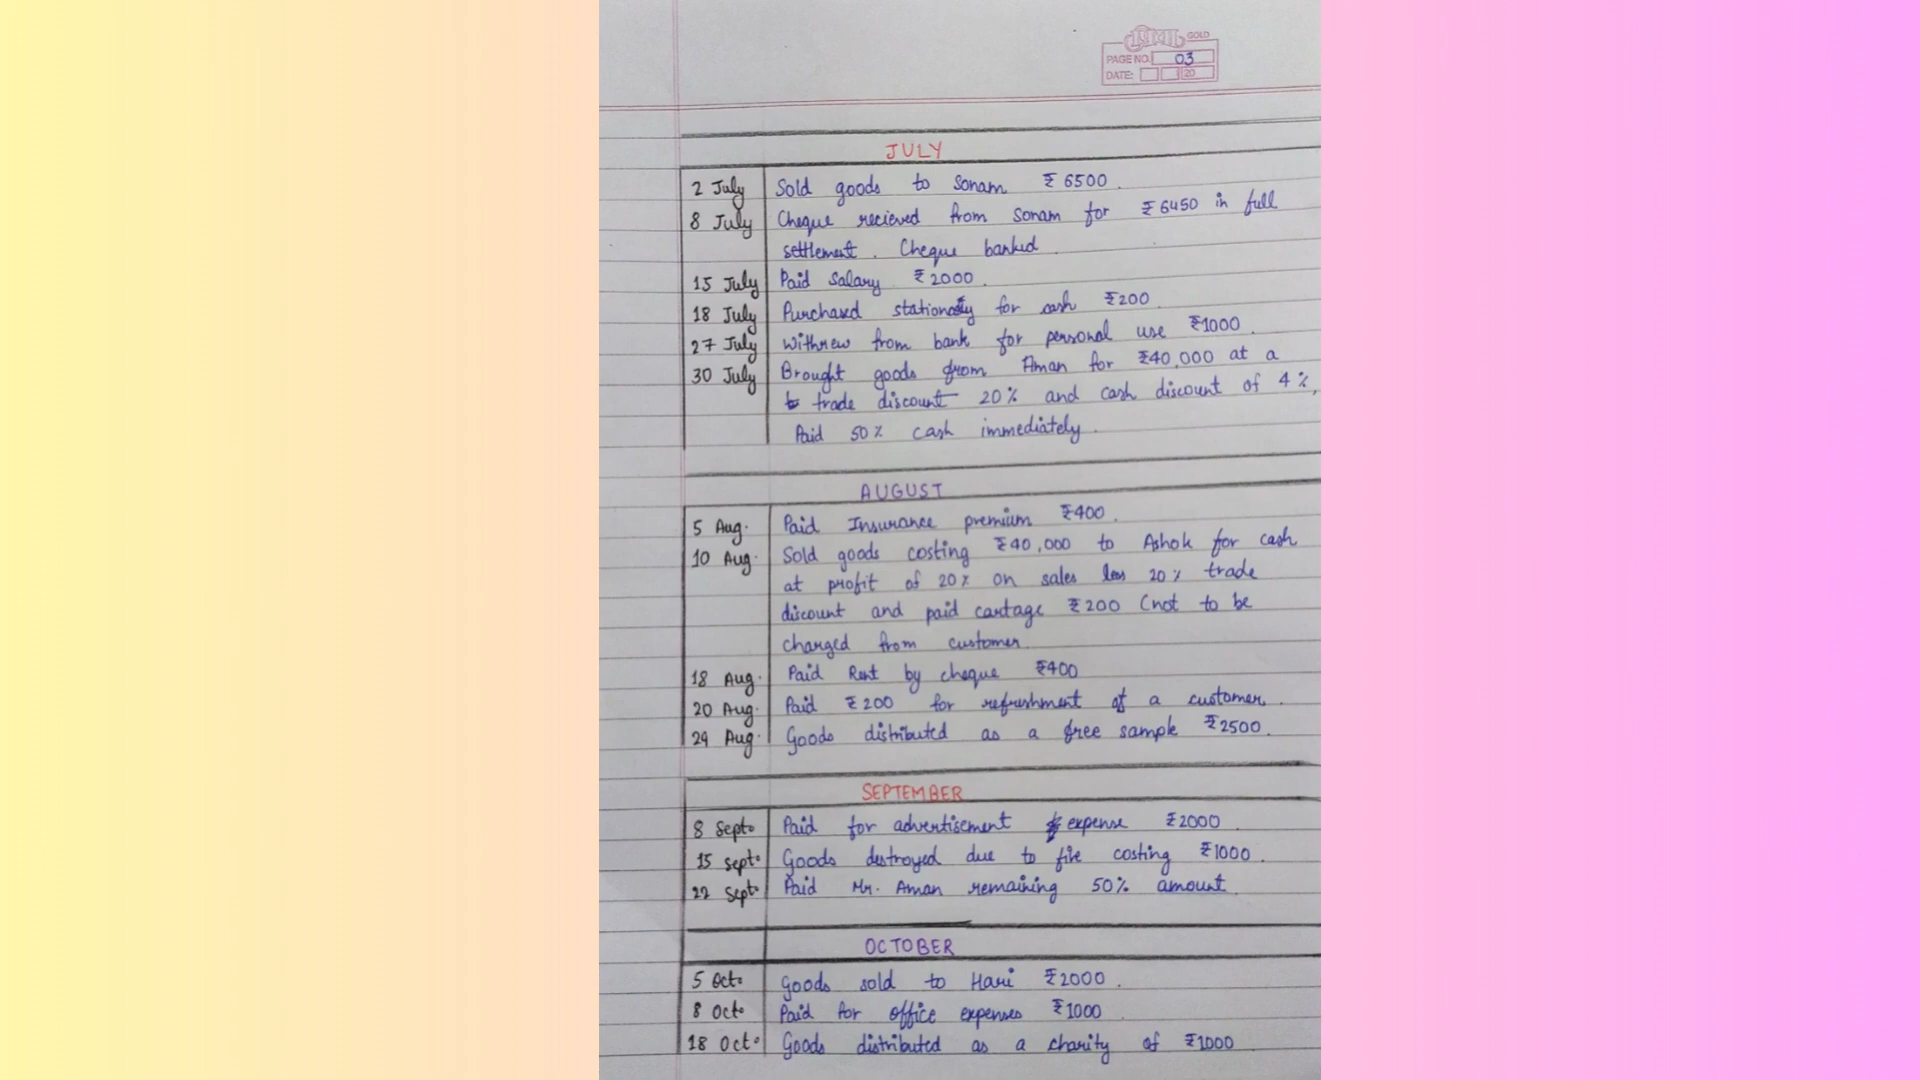 GOLD
PAGE NO. 03
DATE: 20
JULY
2 July Sold goods to Sonam ₹ 6500.
8 July Cheque recieved from Sonam for ₹6450 in full
settlement. Cheque banked.
15 July Paid Salary ₹2000.
18 July Purchased stationary for cash ₹200
27 July Withrew from bank for personal use ₹1000.
30 July Brought goods from Aman for ₹40,000 at a
trade discount 20% and cash discount of 4%,
Paid 50% cash immediately.
AUGUST
5 Aug. Paid Insurance premium ₹400.
10 Aug. Sold goods costing ₹40,000 to Ashok for cash
at profit of 20% on sales less 20% trade
discount and paid cartage ₹200 (not to be
charged from customer.
18 Aug. Paid Rent by cheque ₹400
20 Aug. Paid ₹200 for refreshment of a customer.
29 Aug. Goods distributed as a free sample ₹2500.
SEPTEMBER
8 Sept. Paid for advertisement expense ₹2000.
15 Sept. Goods destroyed due to fire costing ₹1000.
22 Sept. Paid Mr. Aman remaining 50% amount.
OCTOBER
5 Oct. Goods sold to Hari ₹2000.
8 Oct. Paid for office expenses ₹1000
18 Oct. Goods distributed as a charity of ₹1000